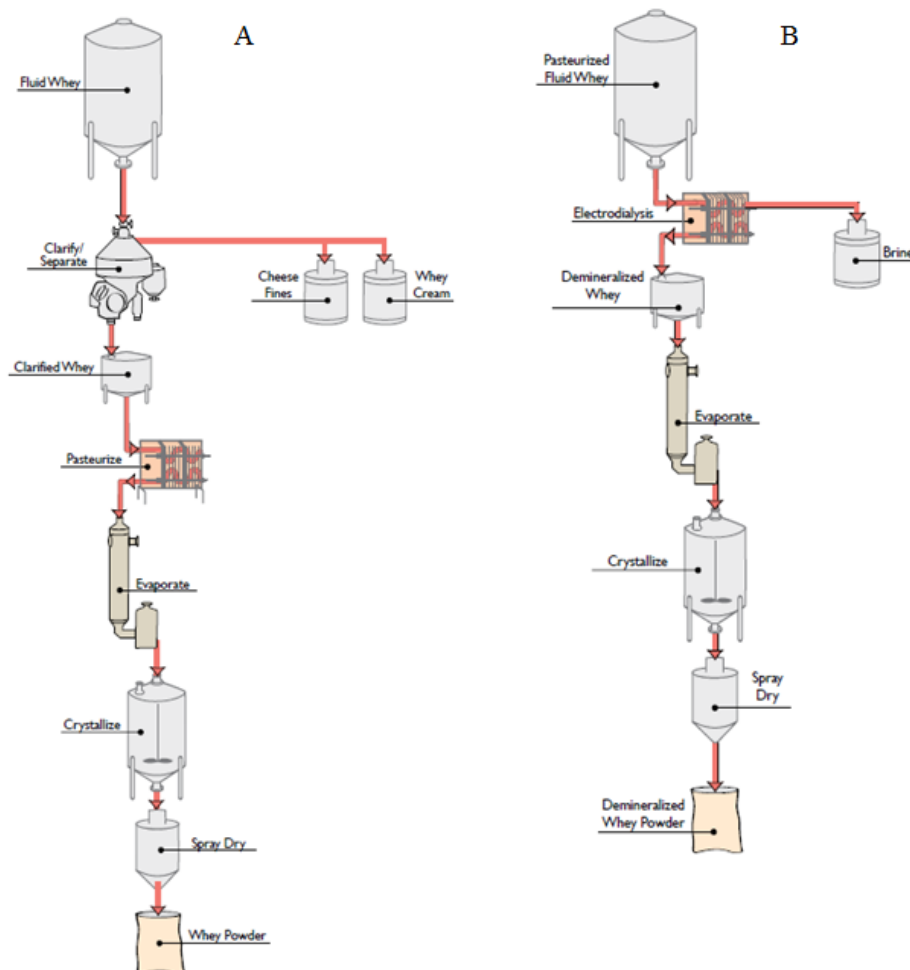 A
Fluid Whey
Clarify/
Separate
Cheese
Fines
Whey
Cream
Clarified Whey
Pasteurize
Evaporate
Crystallize
Spray Dry
Whey Powder
B
Pasteurized
Fluid Whey
Electrodialysis
Brine
Demineralized
Whey
Evaporate
Crystallize
Spray
Dry
Demineralized
Whey Powder